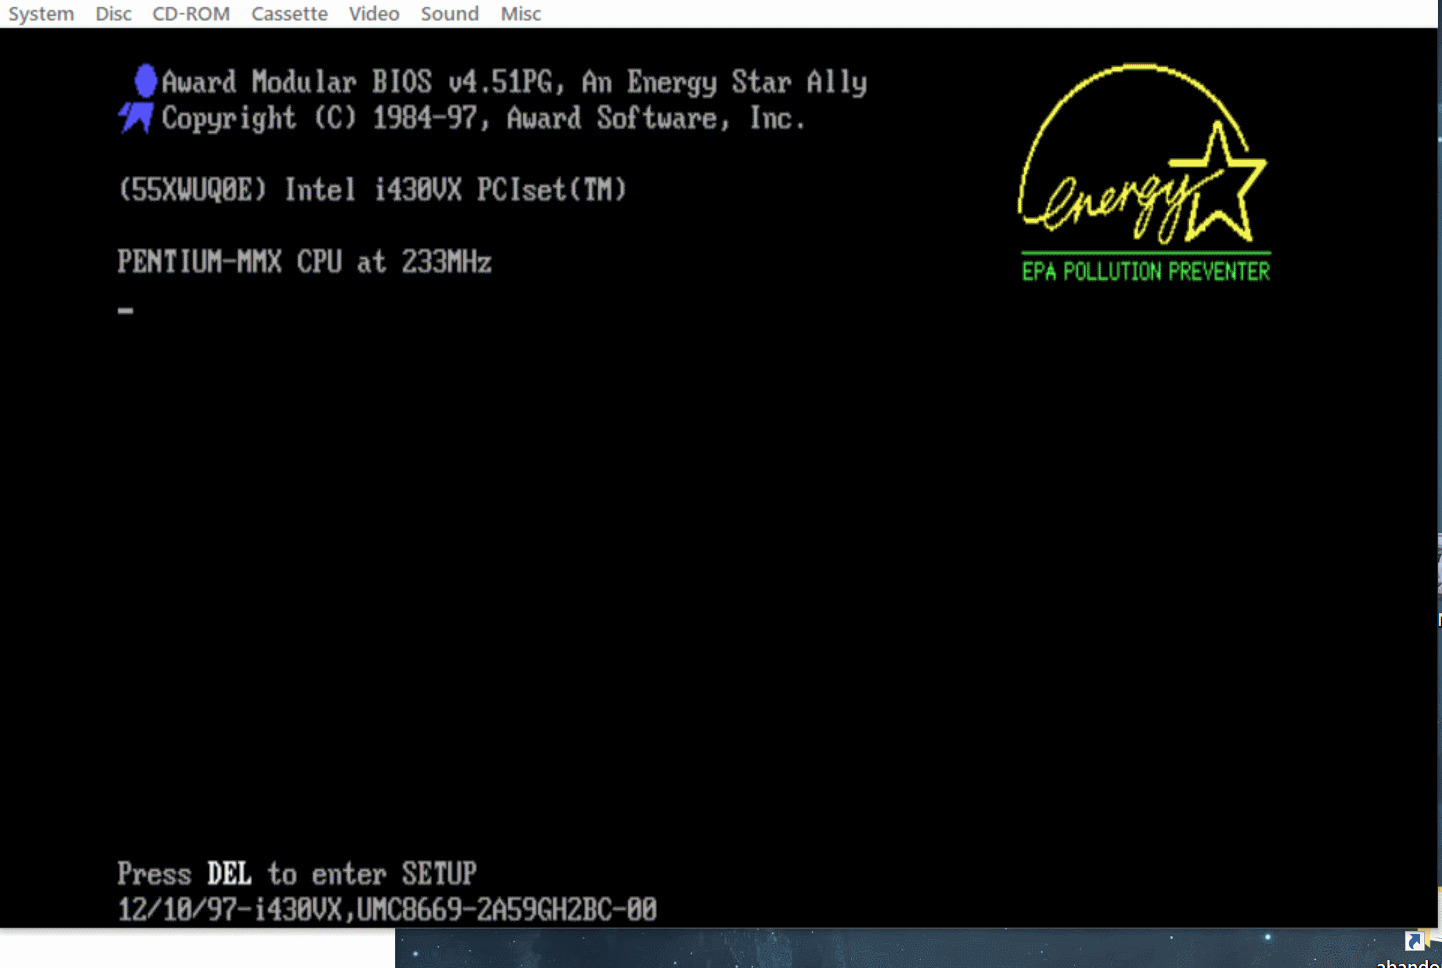 System Disc CD-ROM Cassette Video Sound Misc
Award Modular BIOS v4.51PG, An Energy Star Ally
Copyright (C) 1984-97, Award Software, Inc.
(55XWUQ0E) Intel i430VX PCIset(TM)
PENTIUM-MMX CPU at 233MHz
energy
EPA POLLUTION PREVENTER
Press DEL to enter SETUP
12/10/97-i430VX,UMC8669-2A59GH2BC-00